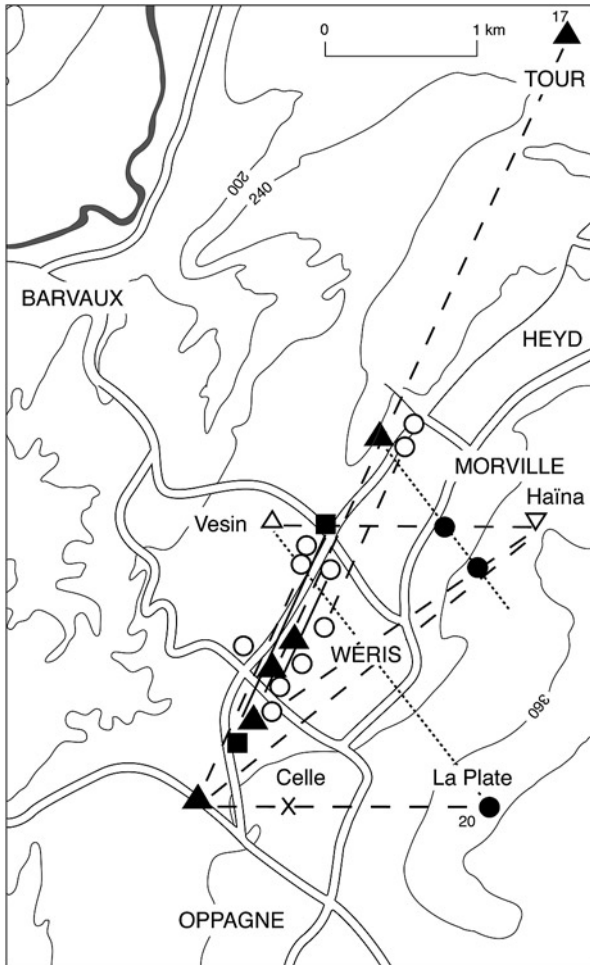 17
0 1 km
TOUR
200
240
BARVAUX
HEYD
MORVILLE
Haïna
Vesin
WÉRIS
360
Celle
La Plate
X
20
OPPAGNE